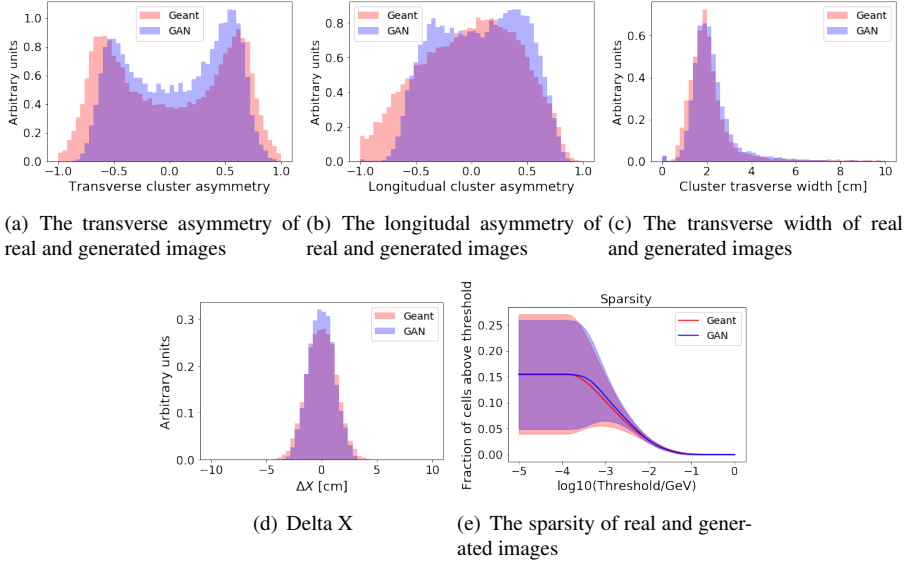 Geant
GAN
Arbitrary units
0.0
0.2
0.4
0.6
0.8
1.0
−1.0 −0.5 0.0 0.5 1.0
Transverse cluster asymmetry
Geant
GAN
Arbitrary units
0.0
0.2
0.4
0.6
0.8
−1.0 −0.5 0.0 0.5 1.0
Longitudual cluster asymmetry
Geant
GAN
Arbitrary units
0.0
0.2
0.4
0.6
0 2 4 6 8 10
Cluster trasverse width [cm]
(a) The transverse asymmetry of
real and generated images
(b) The longitudal asymmetry of
real and generated images
(c) The transverse width of real
and generated images
Geant
GAN
Arbitrary units
0.0
0.1
0.2
0.3
−10 −5 0 5 10
ΔX [cm]
(d) Delta X
Sparsity
Geant
GAN
Fraction of cells above threshold
0.00
0.05
0.10
0.15
0.20
0.25
−5 −4 −3 −2 −1 0
log10(Threshold/GeV)
(e) The sparsity of real and gener-
ated images